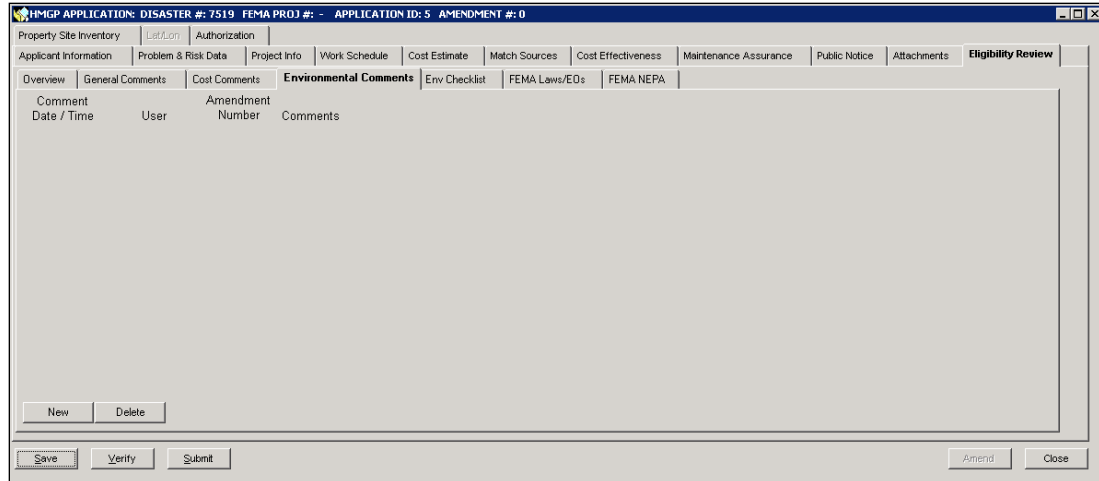 HMGP APPLICATION: DISASTER #: 7519 FEMA PROJ #: - APPLICATION ID: 5 AMENDMENT #: 0
Property Site Inventory Lat/Lon Authorization
Applicant Information Problem & Risk Data Project Info Work Schedule Cost Estimate Match Sources Cost Effectiveness Maintenance Assurance Public Notice Attachments Eligibility Review
Overview General Comments Cost Comments Environmental Comments Env Checklist FEMA Laws/EOs FEMA NEPA
Comment Amendment
Date / Time User Number Comments
New Delete
Save Verify Submit Amend Close